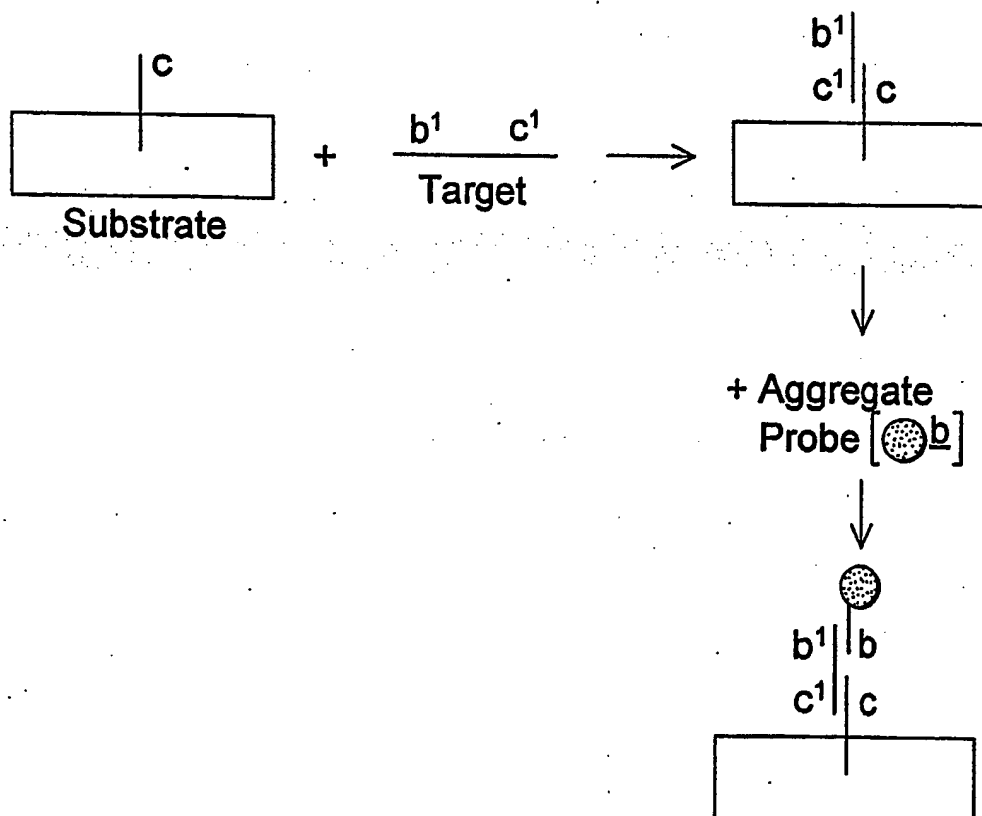 c
+
b¹ c¹
Target
Substrate
b¹
c¹ c
+ Aggregate
Probe [ b]
b¹ b
c¹ c